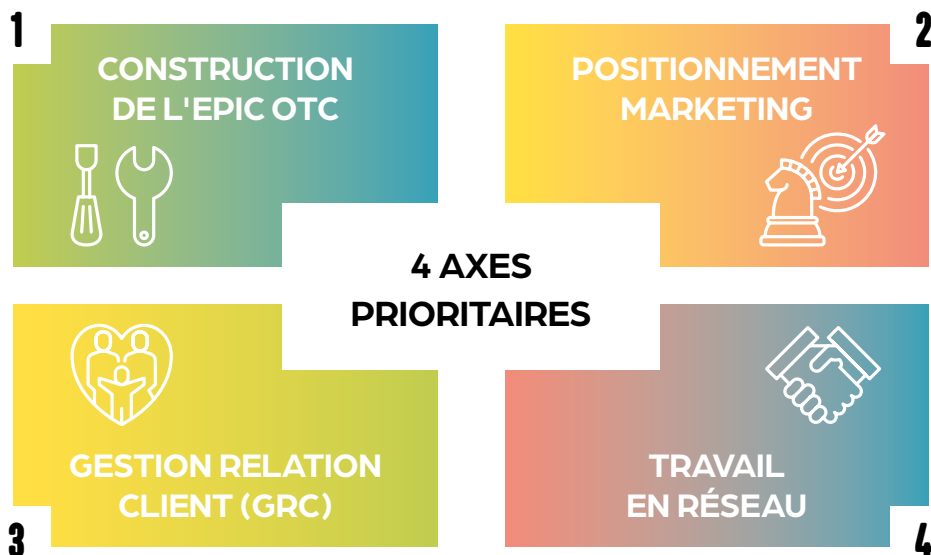 1
CONSTRUCTION
DE L'EPIC OTC
2
POSITIONNEMENT
MARKETING
4 AXES
PRIORITAIRES
3
GESTION RELATION
CLIENT (GRC)
4
TRAVAIL
EN RÉSEAU